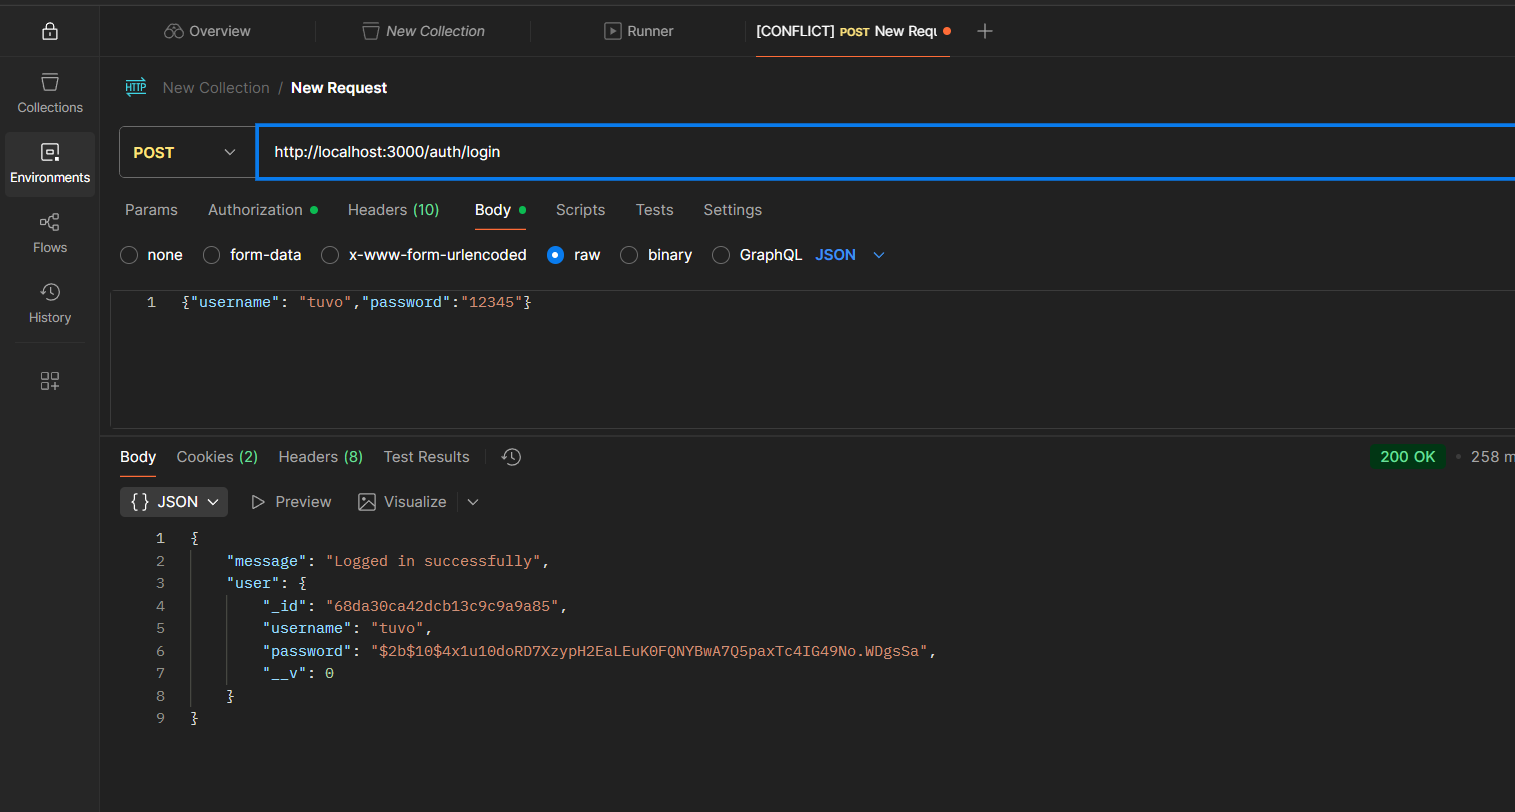 Overview
New Collection
Runner
[CONFLICT] POST New Requ
Collections
Environments
Flows
History
HTTP New Collection / New Request
POST http://localhost:3000/auth/login
Params Authorization Headers (10) Body Scripts Tests Settings
none form-data x-www-form-urlencoded raw binary GraphQL JSON
1 {"username": "tuvo","password":"12345"}
Body Cookies (2) Headers (8) Test Results 200 OK • 258 m
{} JSON Preview Visualize
1 {
2 "message": "Logged in successfully",
3 "user": {
4 "_id": "68da30ca42dcb13c9c9a9a85",
5 "username": "tuvo",
6 "password": "$2b$10$4x1u10doRD7XzypH2EaLEuK0FQNYBwA7Q5paxTc4IG49No.WDgsSa",
7 "__v": 0
8 }
9 }